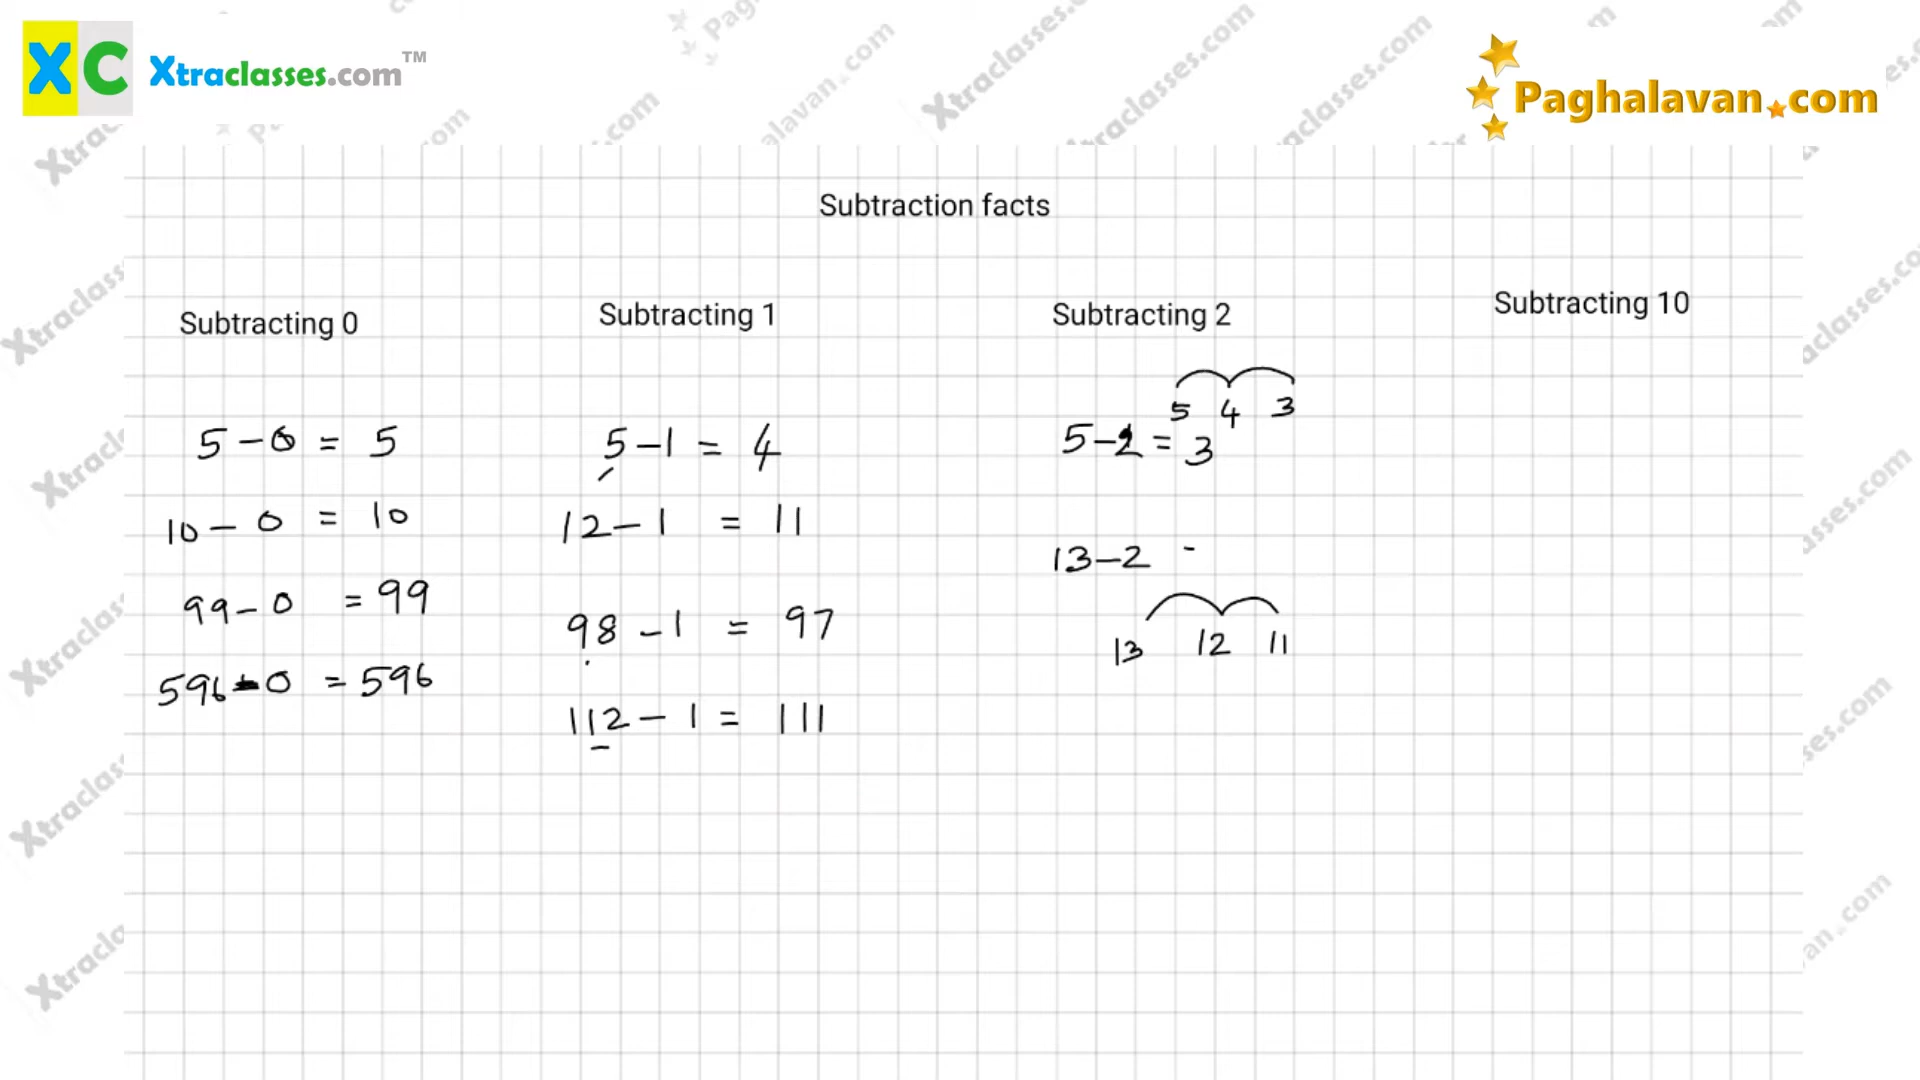 XC Xtraclasses.com™
Paghalavan.com
Subtraction facts
Subtracting 0
5 - 0 = 5
10 - 0 = 10
99 - 0 = 99
596 - 0 = 596
Subtracting 1
5 - 1 = 4
12 - 1 = 11
98 - 1 = 97
112 - 1 = 111
Subtracting 2
5 4 3
5 - 2 = 3
13 - 2 -
13 12 11
Subtracting 10